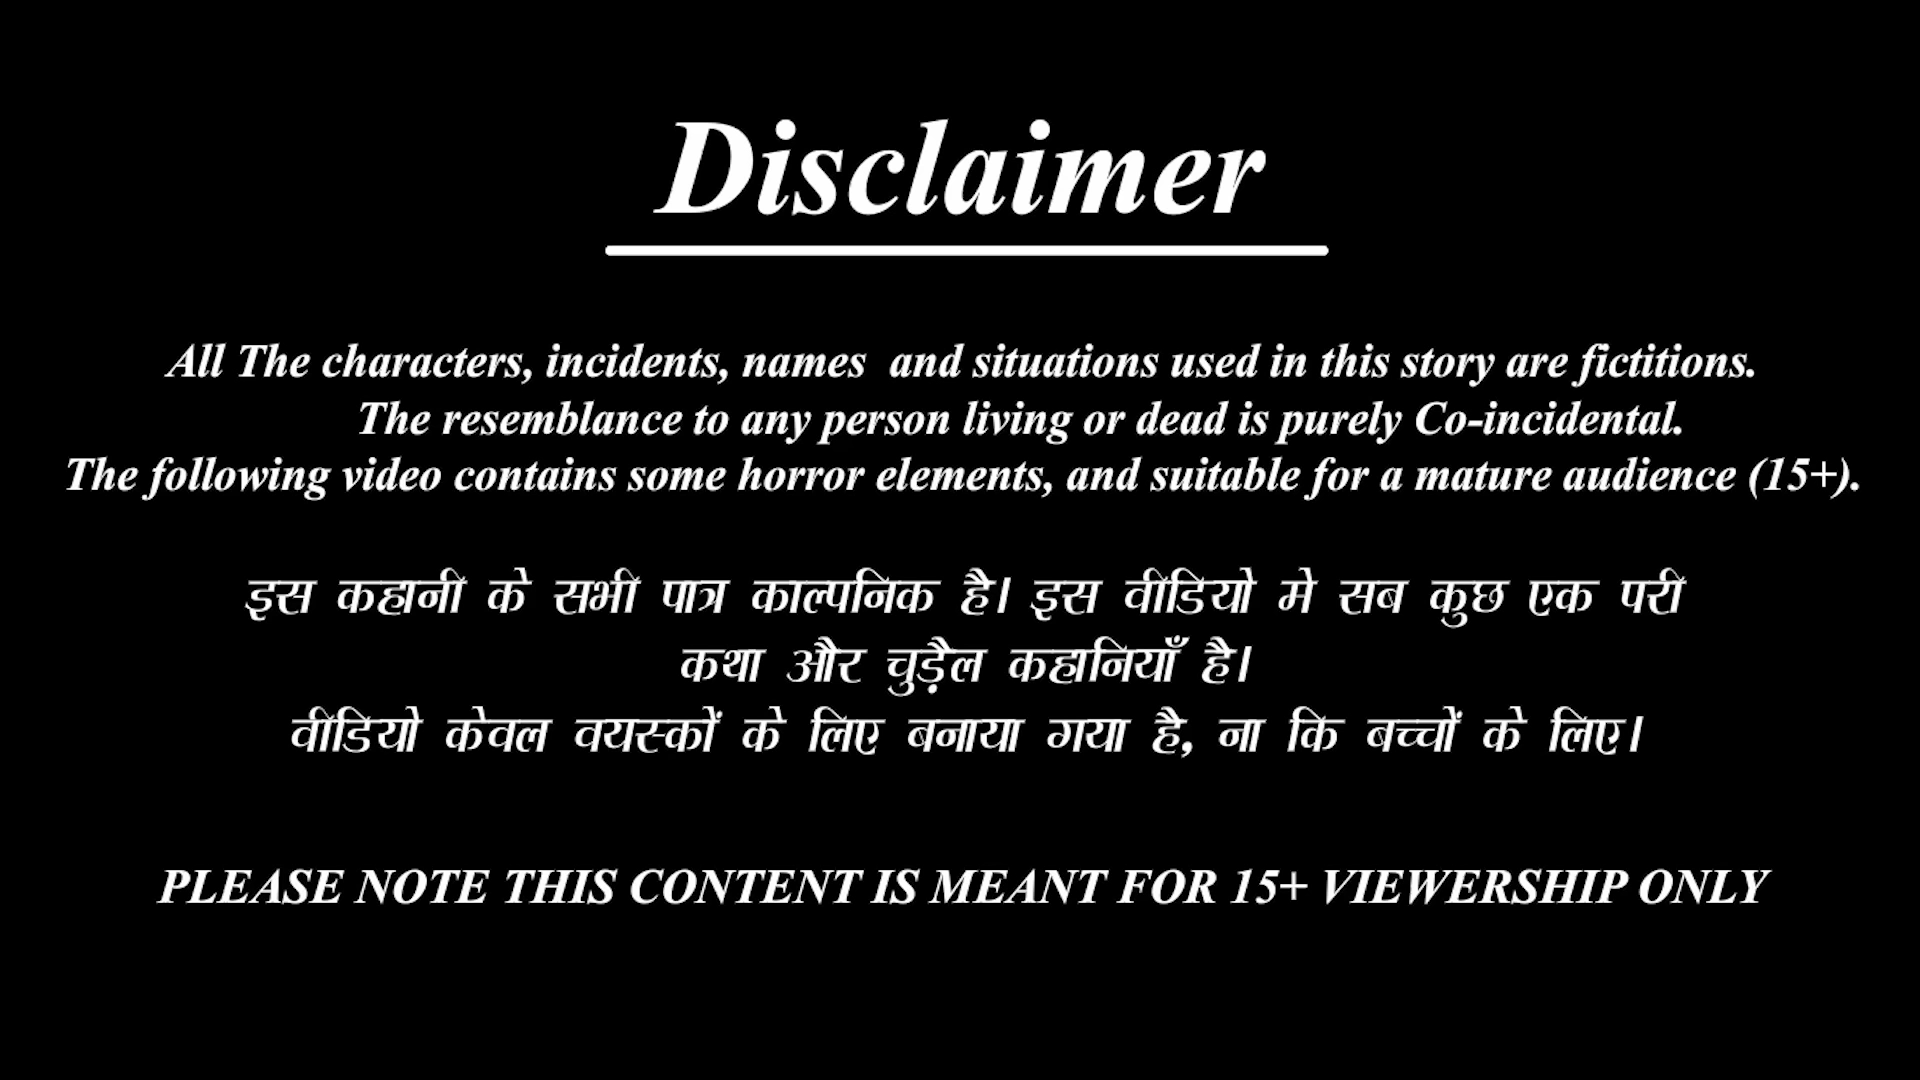 Disclaimer
All The characters, incidents, names and situations used in this story are fictitions.
The resemblance to any person living or dead is purely Co-incidental.
The following video contains some horror elements, and suitable for a mature audience (15+).
इस कहानी के सभी पात्र काल्पनिक है। इस वीडियो मे सब कुछ एक परी
कथा और चुड़ैल कहानियाँ है।
वीडियो केवल वयस्कों के लिए बनाया गया है, ना कि बच्चों के लिए।
PLEASE NOTE THIS CONTENT IS MEANT FOR 15+ VIEWERSHIP ONLY